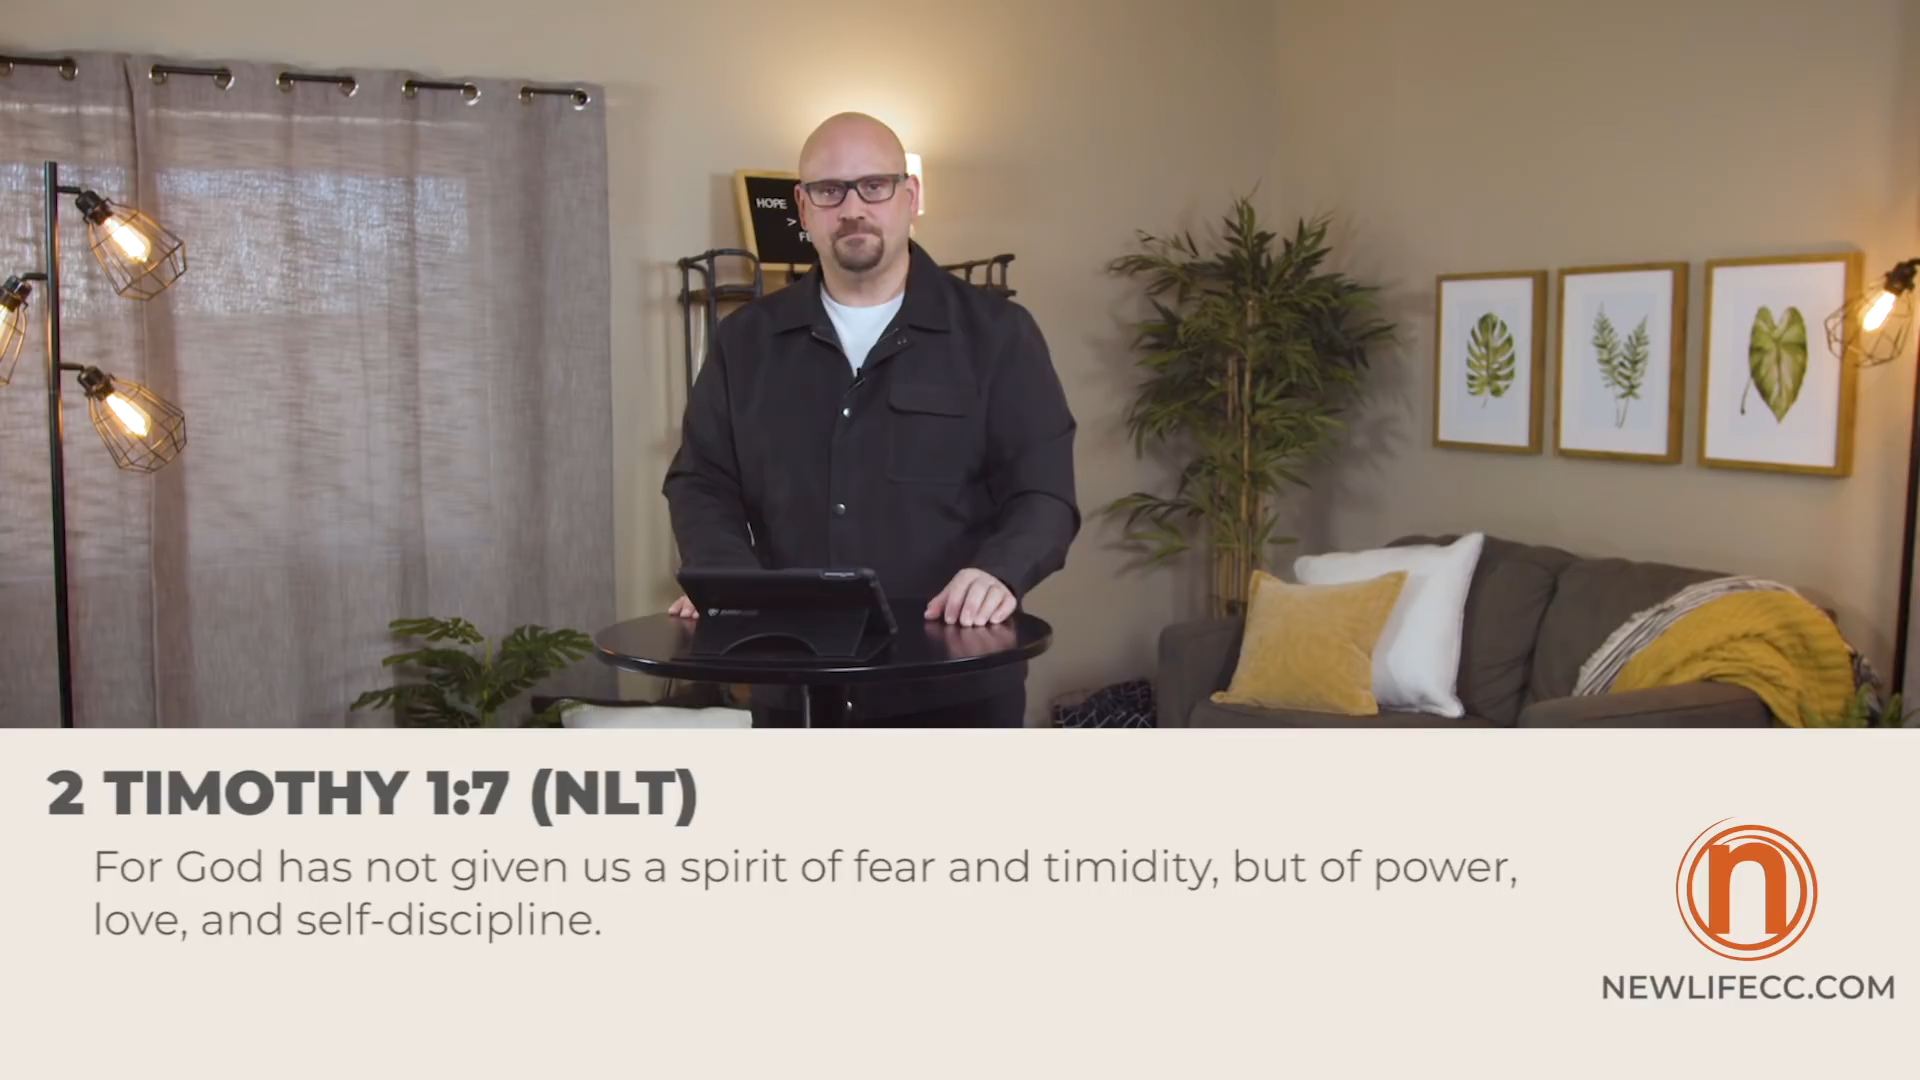 HOPE
>
2 TIMOTHY 1:7 (NLT)
For God has not given us a spirit of fear and timidity, but of power,
love, and self-discipline.
n
NEWLIFECC.COM